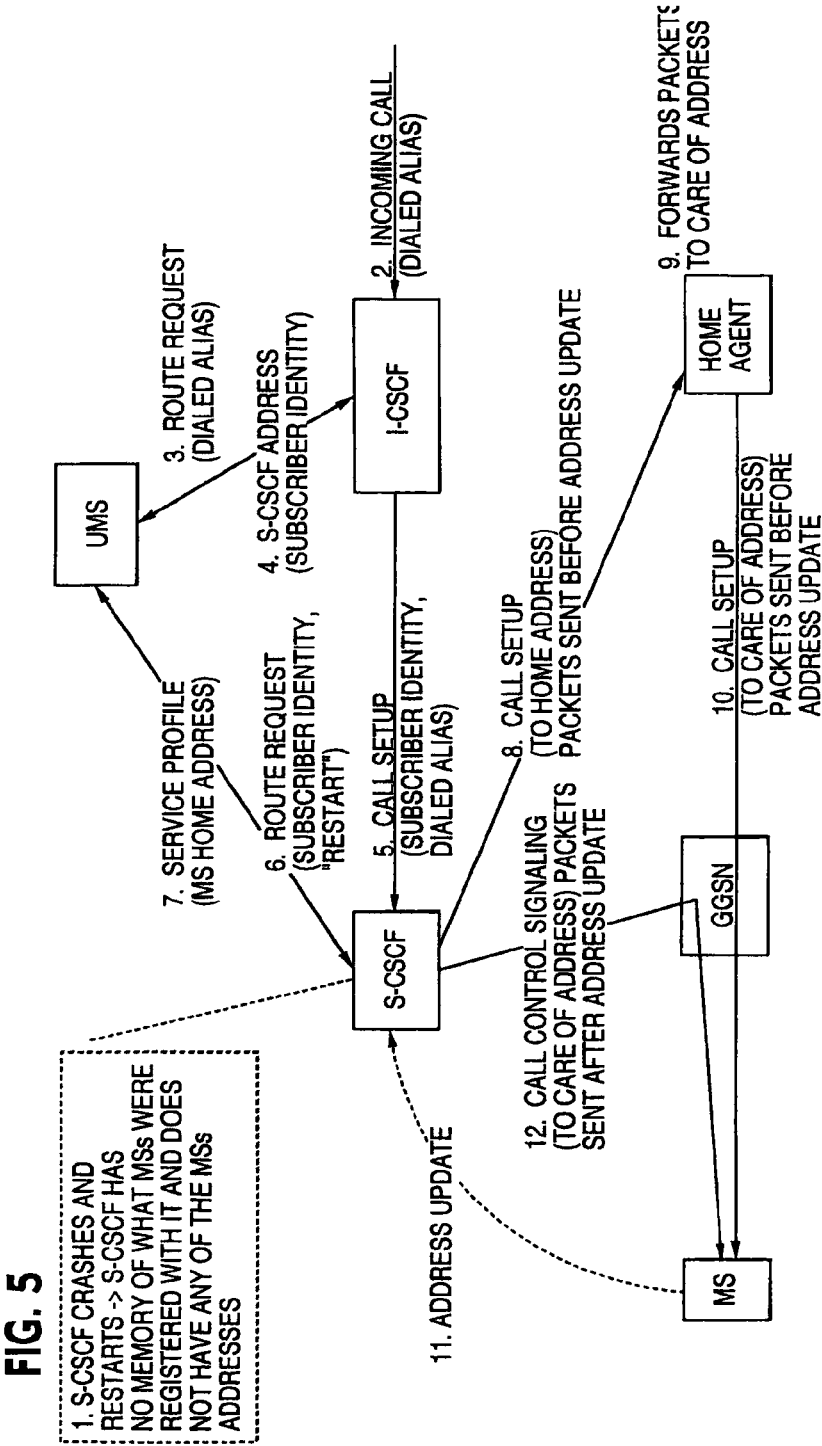 FIG. 5
1. S-CSCF CRASHES AND
RESTARTS -> S-CSCF HAS
NO MEMORY OF WHAT MSs WERE
REGISTERED WITH IT AND DOES
NOT HAVE ANY OF THE MSs
ADDRESSES
7. SERVICE PROFILE
(MS HOME ADDRESS)
UMS
3. ROUTE REQUEST
(DIALED ALIAS)
6. ROUTE REQUEST
(SUBSCRIBER IDENTITY,
"RESTART")
4. S-CSCF ADDRESS
(SUBSCRIBER IDENTITY)
S-CSCF
5. CALL SETUP
(SUBSCRIBER IDENTITY,
DIALED ALIAS)
I-CSCF
2. INCOMING CALL
(DIALED ALIAS)
11. ADDRESS UPDATE
12. CALL CONTROL SIGNALING
(TO CARE OF ADDRESS) PACKETS
SENT AFTER ADDRESS UPDATE
8. CALL SETUP
(TO HOME ADDRESS)
PACKETS SENT BEFORE ADDRESS UPDATE
9. FORWARDS PACKETS
TO CARE OF ADDRESS
MS
GGSN
10. CALL SETUP
(TO CARE OF ADDRESS)
PACKETS SENT BEFORE
ADDRESS UPDATE
HOME
AGENT